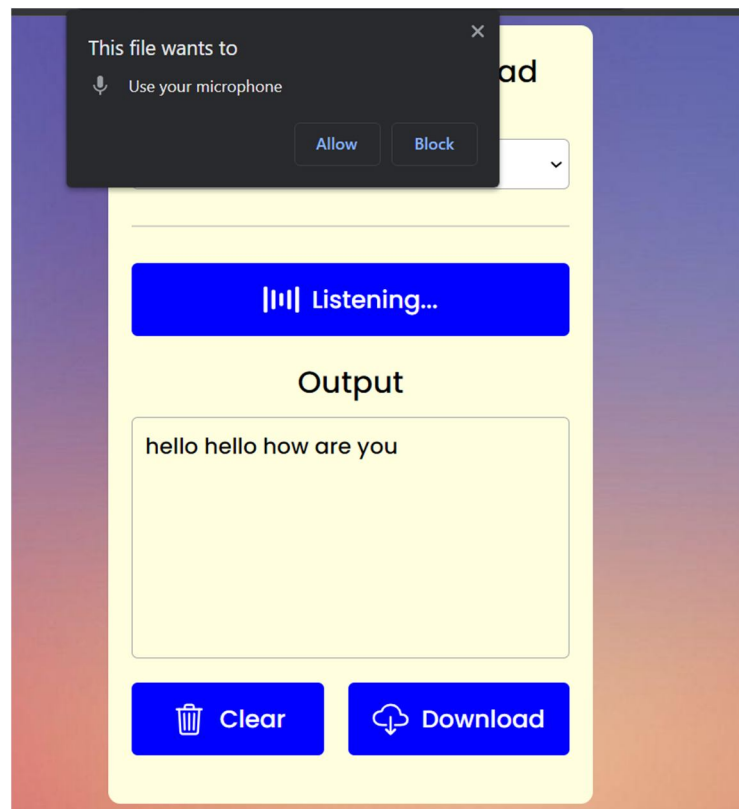 This file wants to
Use your microphone
Allow Block
ad
Listening...
Output
hello hello how are you
Clear Download